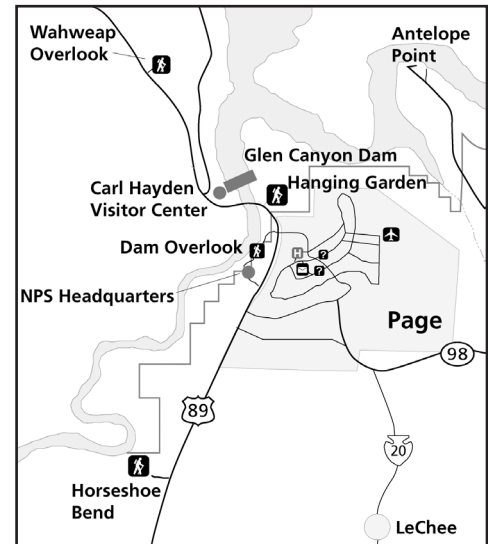 Wahweap
Overlook
Antelope
Point
Glen Canyon Dam
Hanging Garden
Carl Hayden
Visitor Center
Dam Overlook
H
?
?
NPS Headquarters
Page
98
89
20
Horseshoe
Bend
LeChee